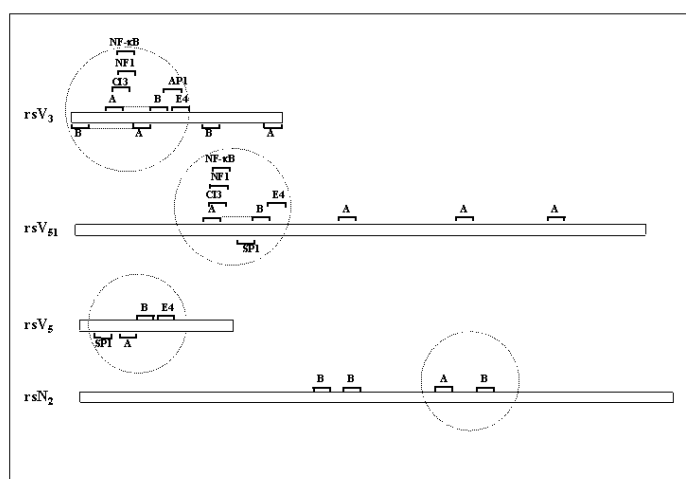 NF-κB
NF1
CI3 AP1
A B E4
rsV3
B A B A
NF-κB
NF1
CI3 E4
A B A A A
rsV51
SP1
B E4
rsV5
SP1 A
B B A B
rsN2